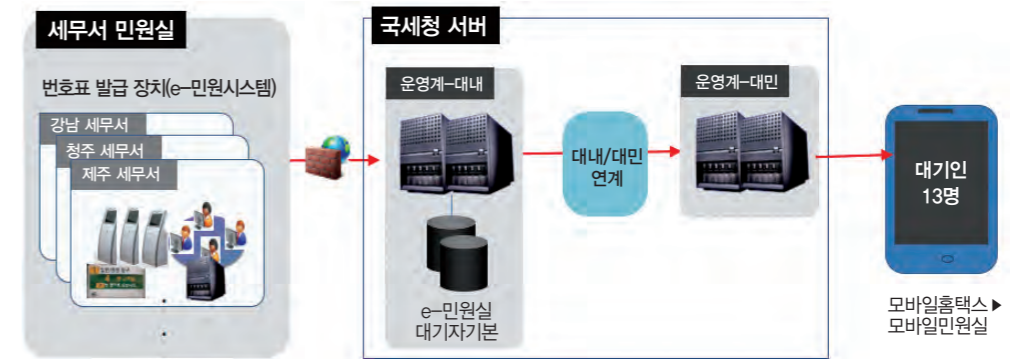 세무서 민원실
번호표 발급 장치(e-민원시스템)
강남 세무서
청주 세무서
제주 세무서
국세청 서버
운영계-대내
e-민원실
대기자기본
대내/대민
연계
운영계-대민
대기인
13명
모바일홈택스▶
모바일민원실